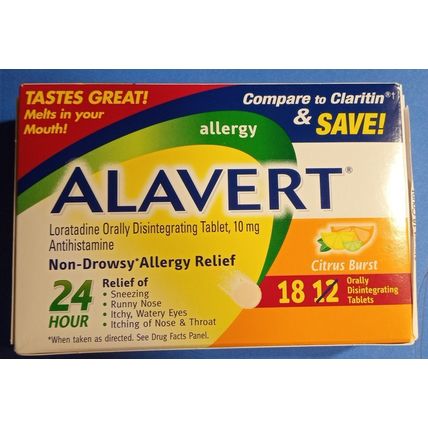 TASTES GREAT!
Melts in your
Mouth!
Compare to Claritin®†
& SAVE!
allergy
ALAVERT®
Loratadine Orally Disintegrating Tablet, 10 mg
Antihistamine
Non-Drowsy* Allergy Relief
Citrus Burst
24
HOUR
Relief of
• Sneezing
• Runny Nose
• Itchy, Watery Eyes
• Itching of Nose & Throat
18 12 Orally
Disintegrating
Tablets
*When taken as directed. See Drug Facts Panel.